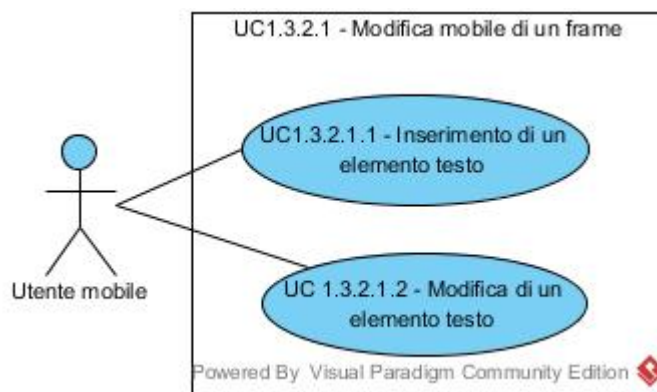 UC1.3.2.1 - Modifica mobile di un frame
UC1.3.2.1.1 - Inserimento di un
elemento testo
Utente mobile
UC 1.3.2.1.2 - Modifica di un
elemento testo
Powered By Visual Paradigm Community Edition